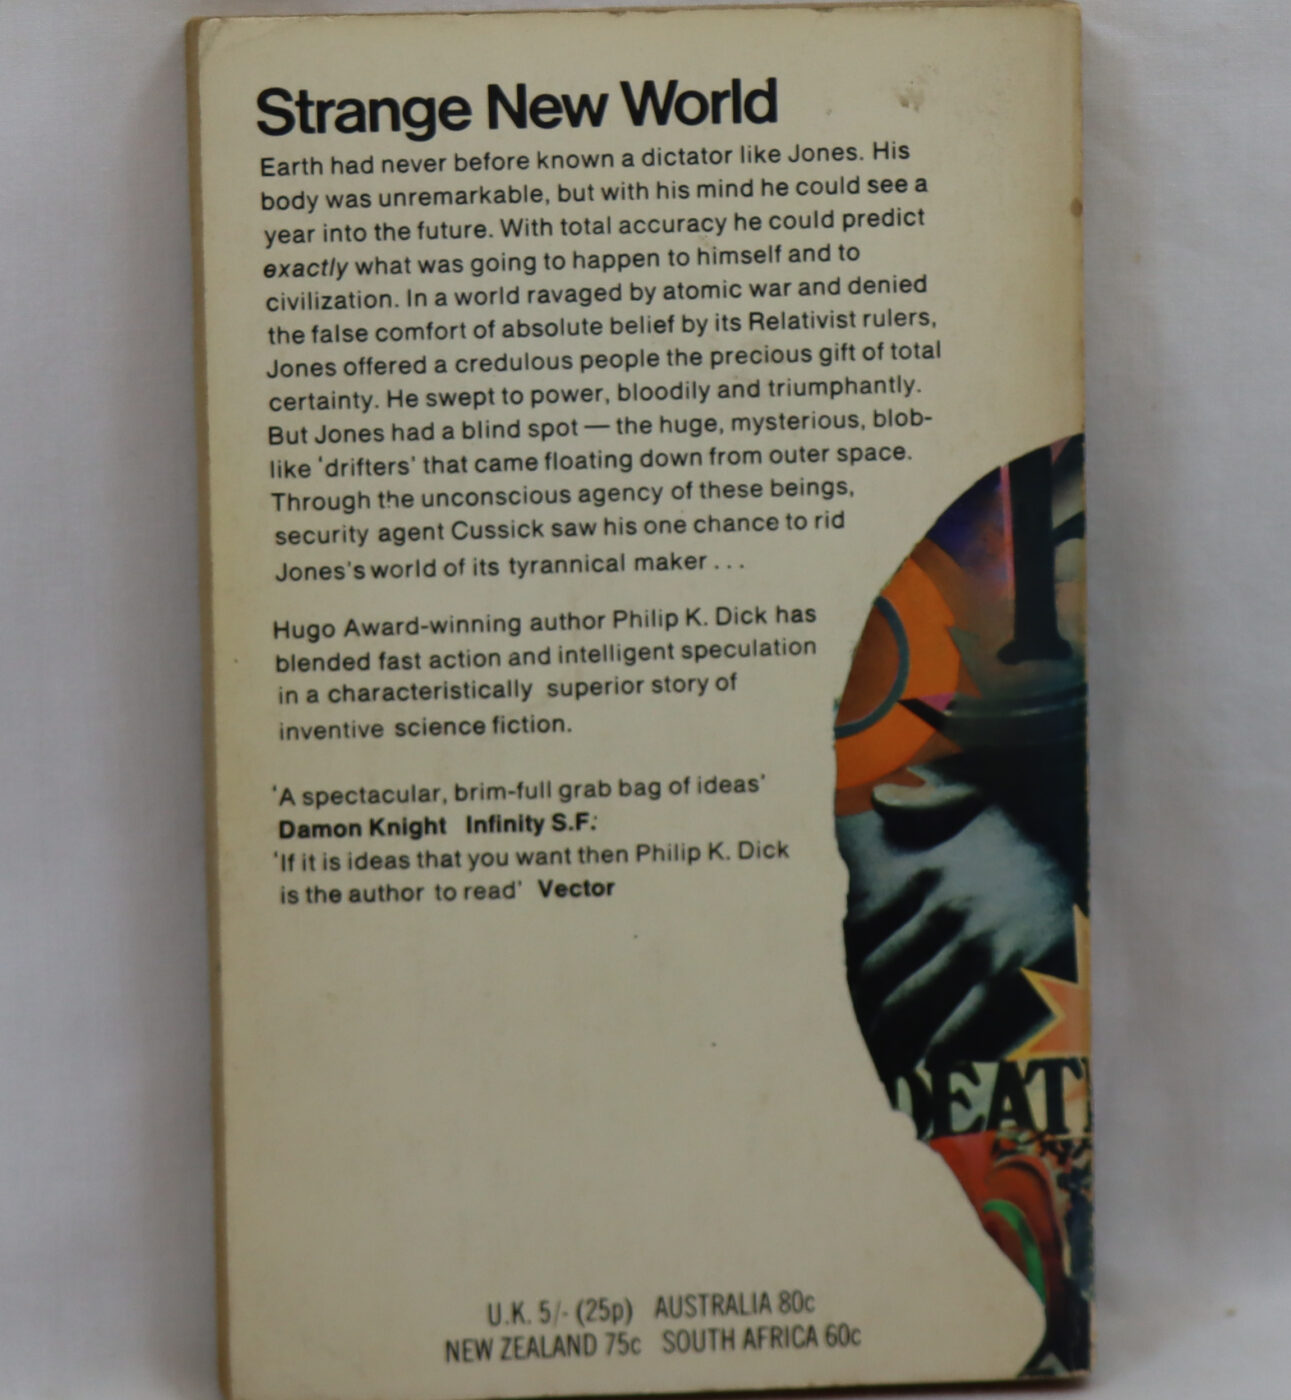 Strange New World
Earth had never before known a dictator like Jones. His
body was unremarkable, but with his mind he could see a
year into the future. With total accuracy he could predict
exactly what was going to happen to himself and to
civilization. In a world ravaged by atomic war and denied
the false comfort of absolute belief by its Relativist rulers,
Jones offered a credulous people the precious gift of total
certainty. He swept to power, bloodily and triumphantly.
But Jones had a blind spot — the huge, mysterious, blob-
like 'drifters' that came floating down from outer space.
Through the unconscious agency of these beings,
security agent Cussick saw his one chance to rid
Jones's world of its tyrannical maker . . .
Hugo Award-winning author Philip K. Dick has
blended fast action and intelligent speculation
in a characteristically superior story of
inventive science fiction.
'A spectacular, brim-full grab bag of ideas'
Damon Knight Infinity S.F.
'If it is ideas that you want then Philip K. Dick
is the author to read' Vector
DEAT
U.K. 5/- (25p) AUSTRALIA 80c
NEW ZEALAND 75c SOUTH AFRICA 60c